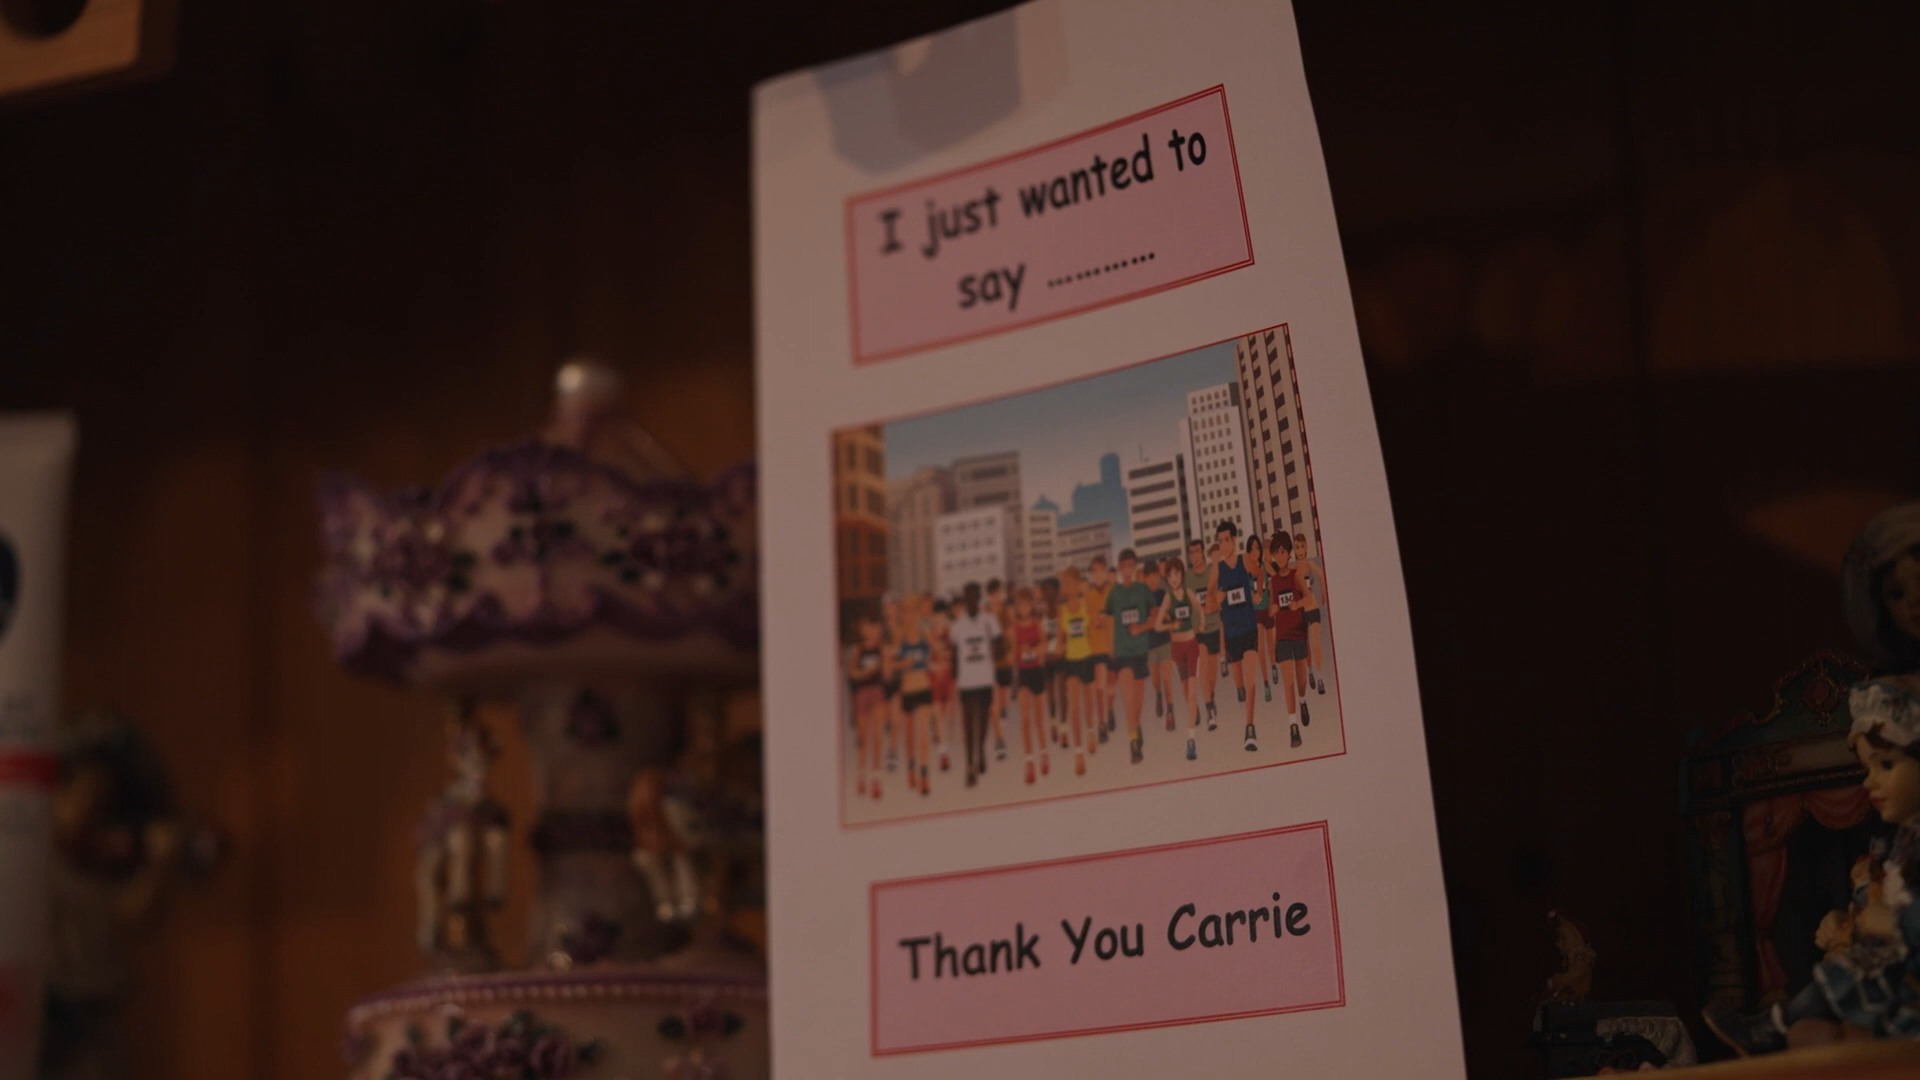 I just wanted to
say ............
Thank You Carrie